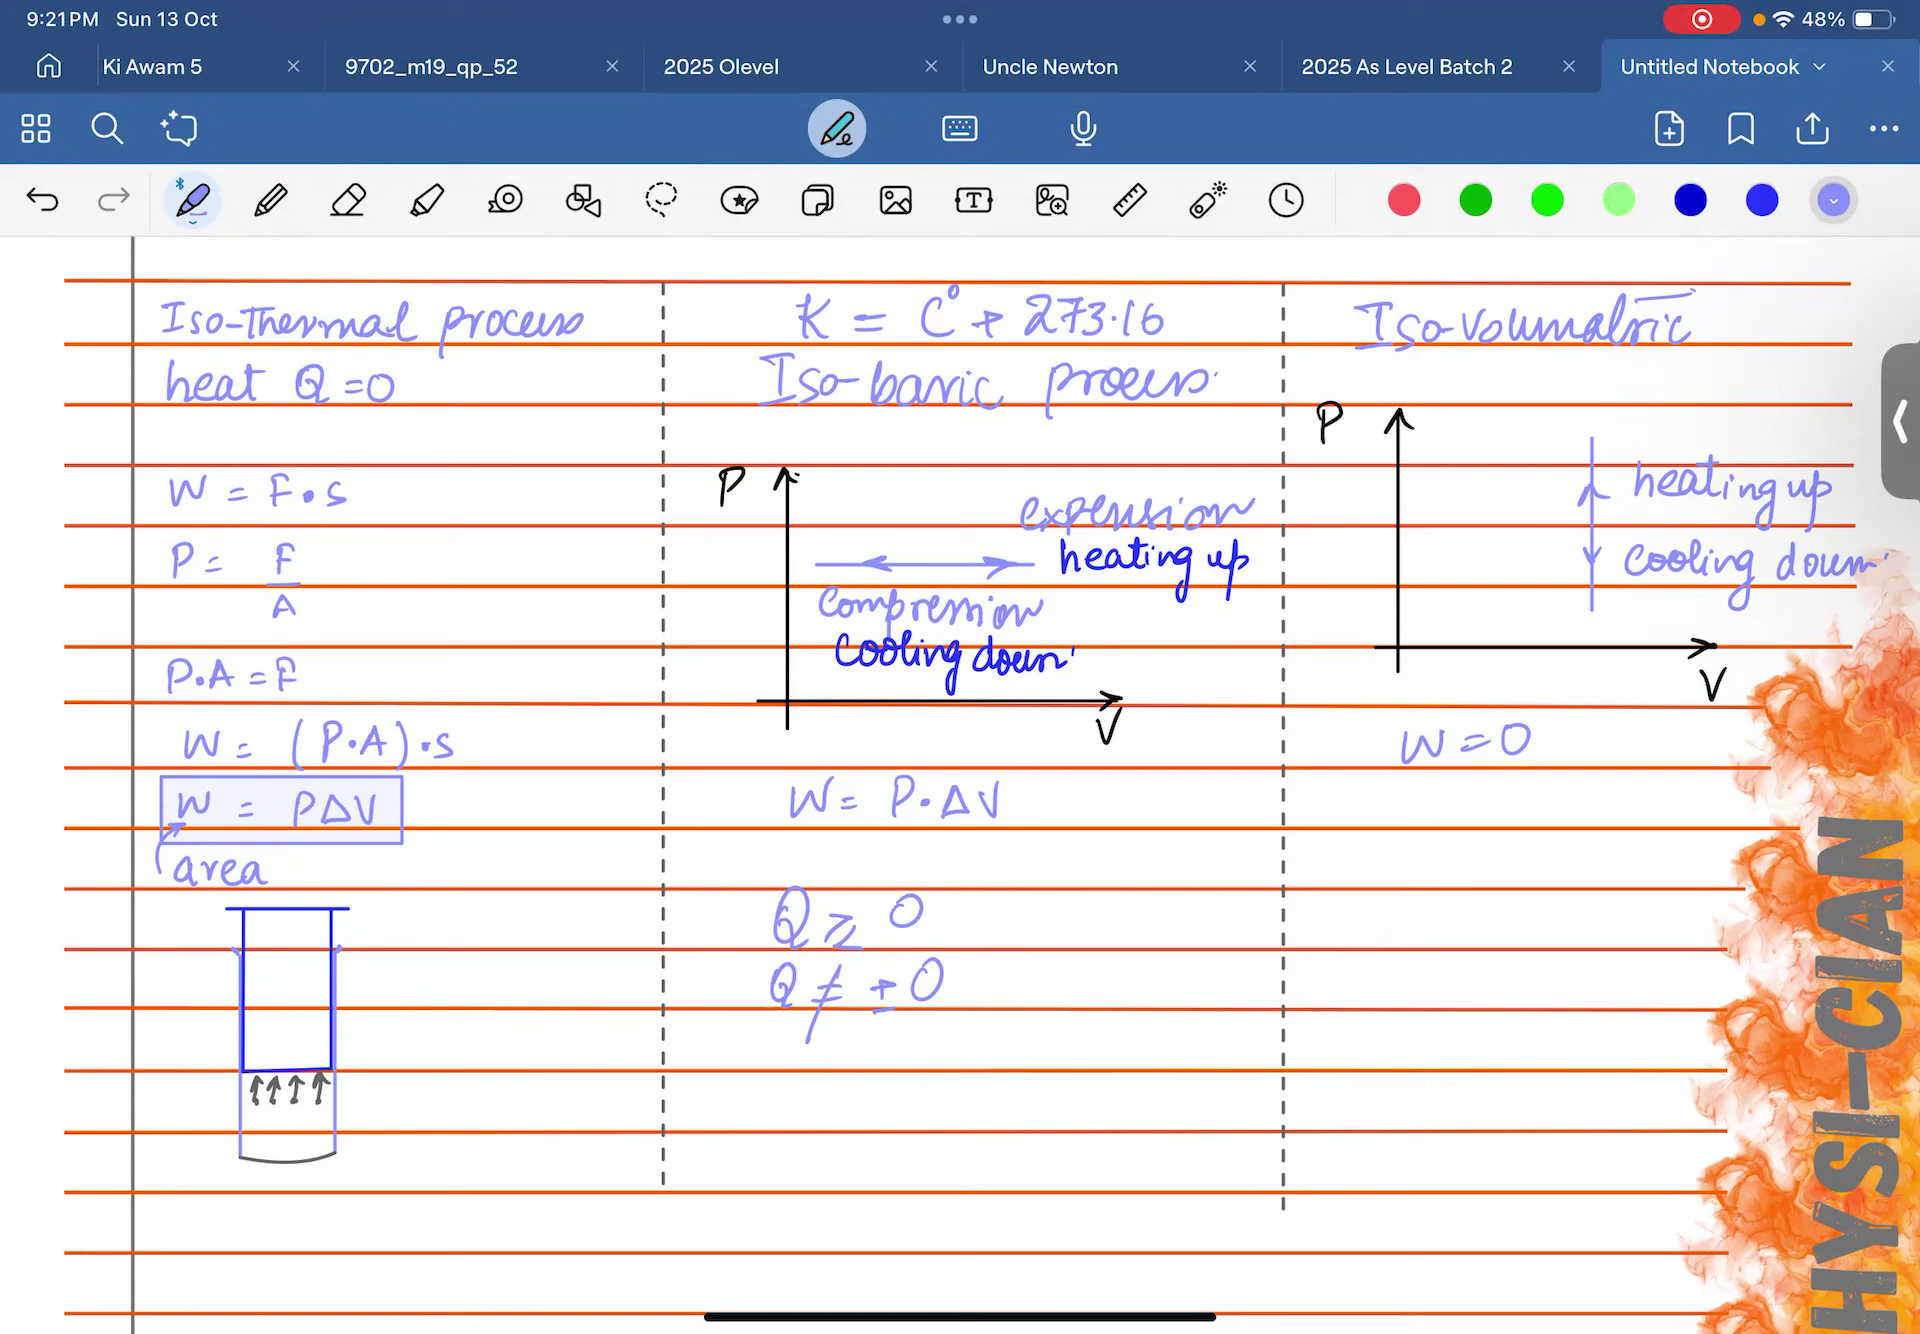 9:21PM Sun 13 Oct
48%
Ki Awam 5
9702_m19_qp_52
2025 Olevel
Uncle Newton
2025 As Level Batch 2
Untitled Notebook
Iso-thermal process
heat Q =0
W = F•s
P = F
A
P•A = F
W = (P•A)•s
W = PΔV
area
K = C° + 273.16
Iso-baric process
P
expension
heating up
compression
cooling down
V
W = P•ΔV
Q ≥ 0
Q ≠ ± 0
Iso-volumatric
P
heating up
cooling down
V
W = 0
HYSI-CIAN